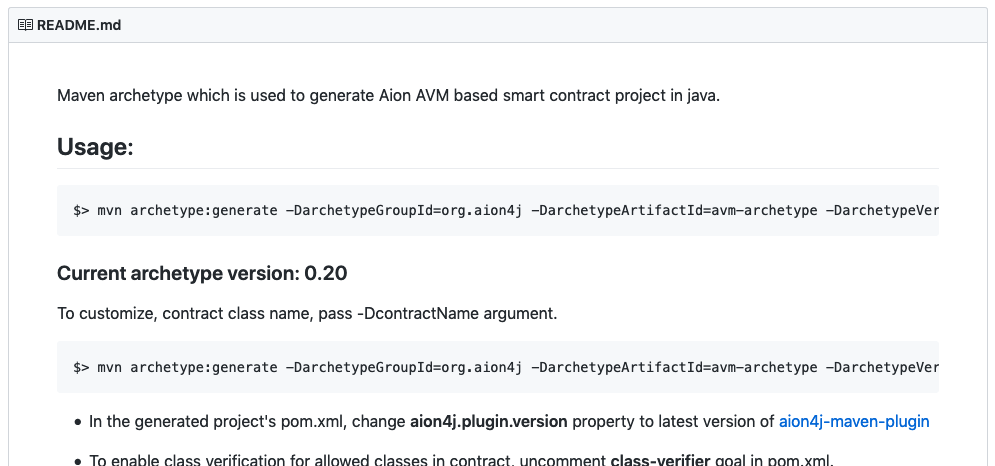 README.md
Maven archetype which is used to generate Aion AVM based smart contract project in java.
Usage:
$> mvn archetype:generate -DarchetypeGroupId=org.aion4j -DarchetypeArtifactId=avm-archetype -DarchetypeVer
Current archetype version: 0.20
To customize, contract class name, pass -DcontractName argument.
$> mvn archetype:generate -DarchetypeGroupId=org.aion4j -DarchetypeArtifactId=avm-archetype -DarchetypeVer
• In the generated project's pom.xml, change aion4j.plugin.version property to latest version of aion4j-maven-plugin
• To enable class verification for allowed classes in contract, uncomment class-verifier goal in pom.xml.